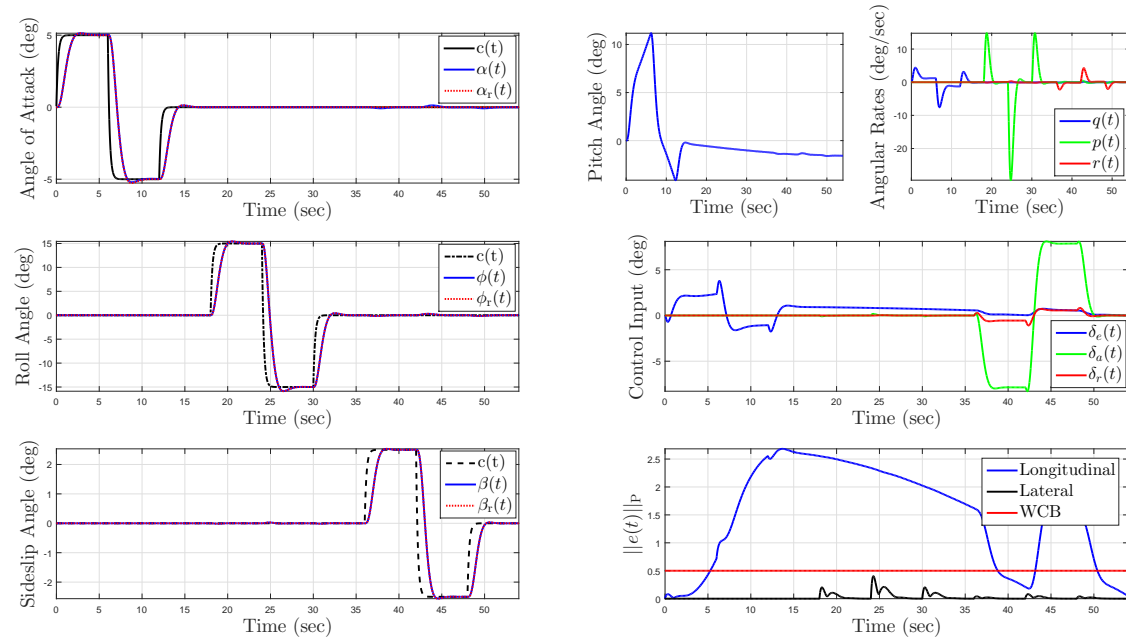 Angle of Attack (deg)
5
0
-5
0 5 10 15 20 25 30 35 40 45 50
Time (sec)
c(t)
α(t)
αr(t)
Pitch Angle (deg)
10
5
0
0 10 20 30 40 50
Time (sec)
Angular Rates (deg/sec)
10
0
-10
-20
0 10 20 30 40 50
Time (sec)
q(t)
p(t)
r(t)
Roll Angle (deg)
15
10
5
0
-5
-10
-15
0 5 10 15 20 25 30 35 40 45 50
Time (sec)
c(t)
ϕ(t)
ϕr(t)
Control Input (deg)
5
0
-5
0 5 10 15 20 25 30 35 40 45 50
Time (sec)
δe(t)
δa(t)
δr(t)
Sideslip Angle (deg)
2
1
0
-1
-2
0 5 10 15 20 25 30 35 40 45 50
Time (sec)
c(t)
β(t)
βr(t)
||e(t)||P
2.5
2
1.5
1
0.5
0
0 5 10 15 20 25 30 35 40 45 50
Time (sec)
Longitudinal
Lateral
WCB